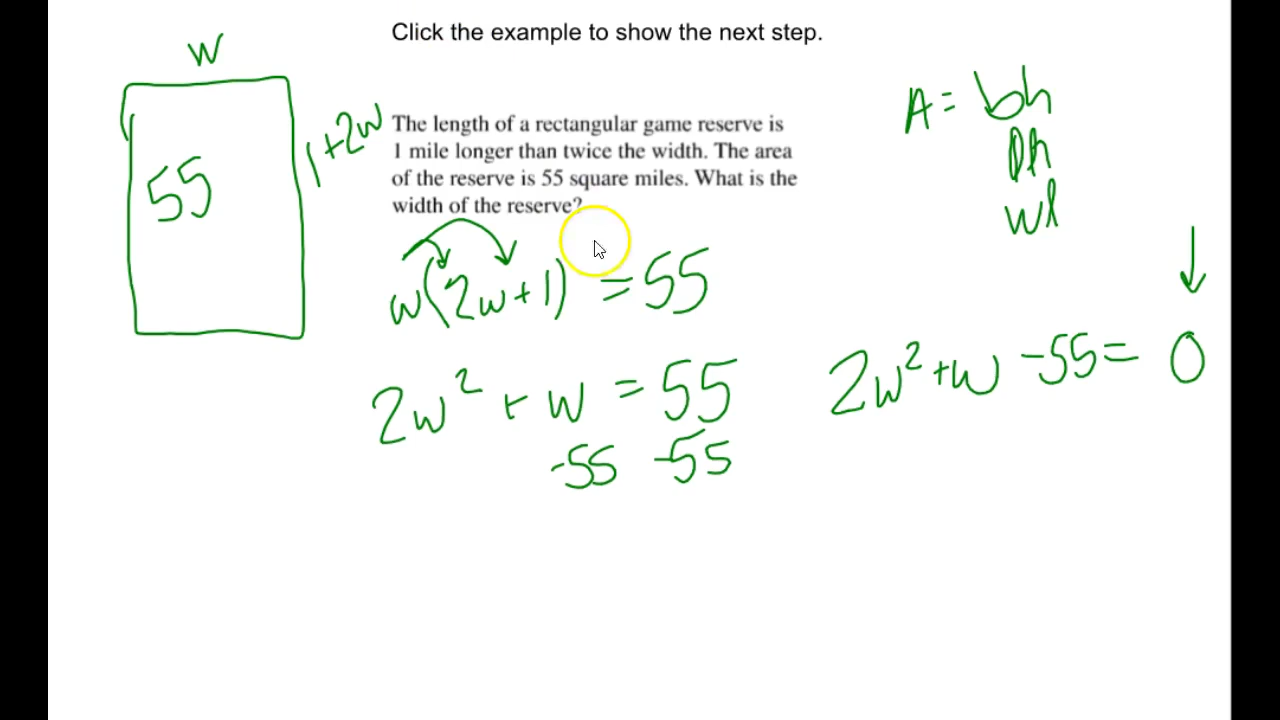 Click the example to show the next step.
w
55
1+2w
The length of a rectangular game reserve is
1 mile longer than twice the width. The area
of the reserve is 55 square miles. What is the
width of the reserve?
A = bh
wl
w(2w+1) = 55
2w² + w = 55
-55 -55
2w² + w - 55 = 0